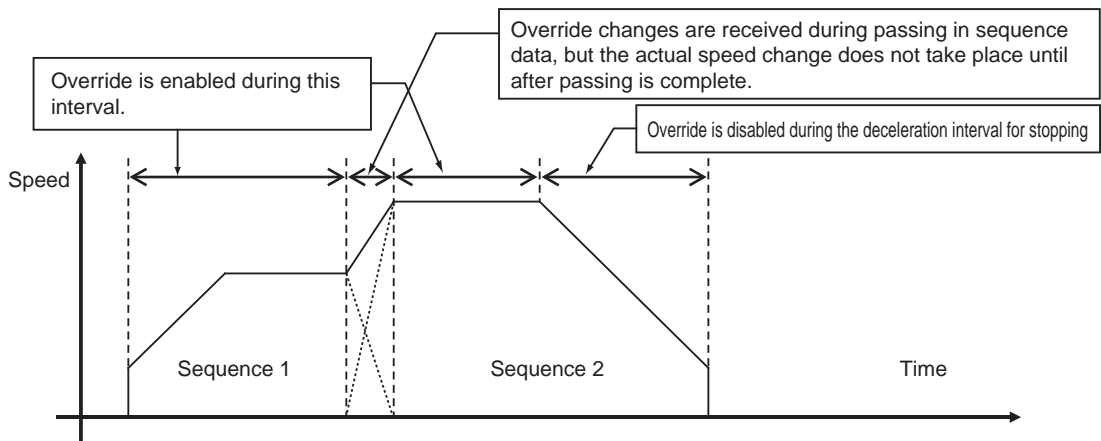 Override changes are received during passing in sequence
data, but the actual speed change does not take place until
after passing is complete.
Override is enabled during this
interval.
Override is disabled during the deceleration interval for stopping
Speed
Sequence 1
Sequence 2
Time